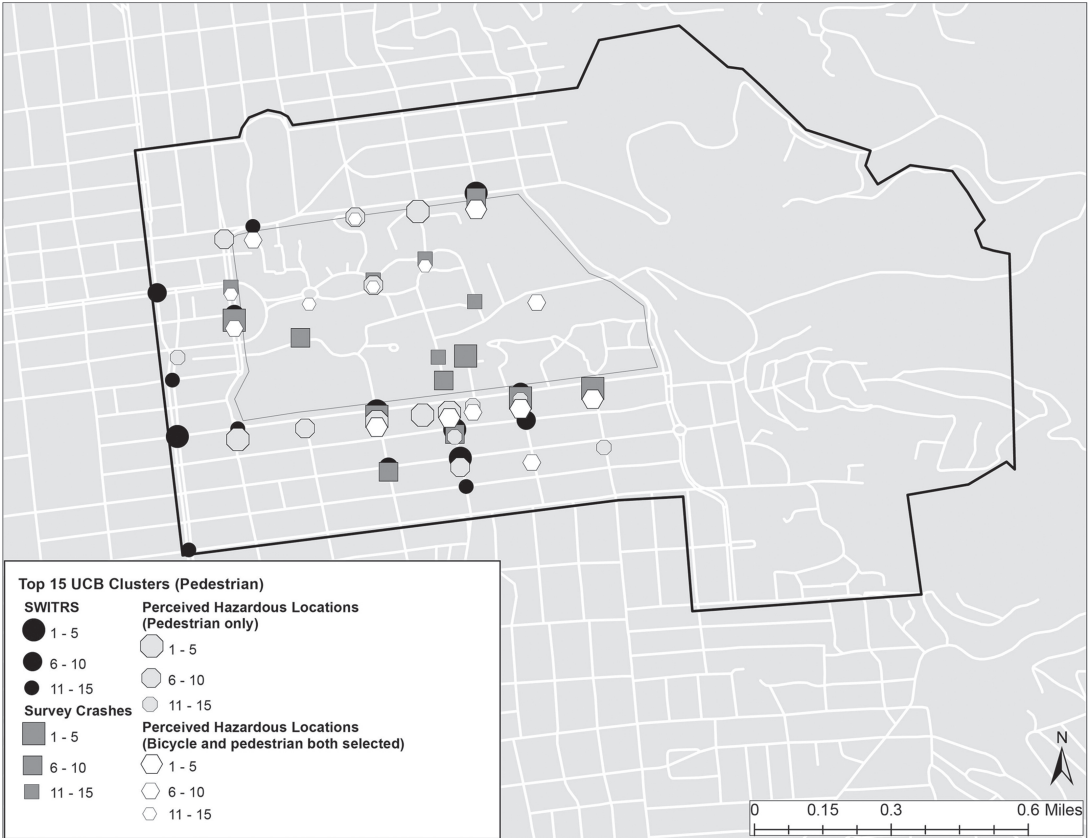 Top 15 UCB Clusters (Pedestrian)
SWITRS
1 - 5
6 - 10
11 - 15
Survey Crashes
1 - 5
6 - 10
11 - 15
Perceived Hazardous Locations
(Pedestrian only)
1 - 5
6 - 10
11 - 15
Perceived Hazardous Locations
(Bicycle and pedestrian both selected)
1 - 5
6 - 10
11 - 15
N
0 0.15 0.3 0.6 Miles